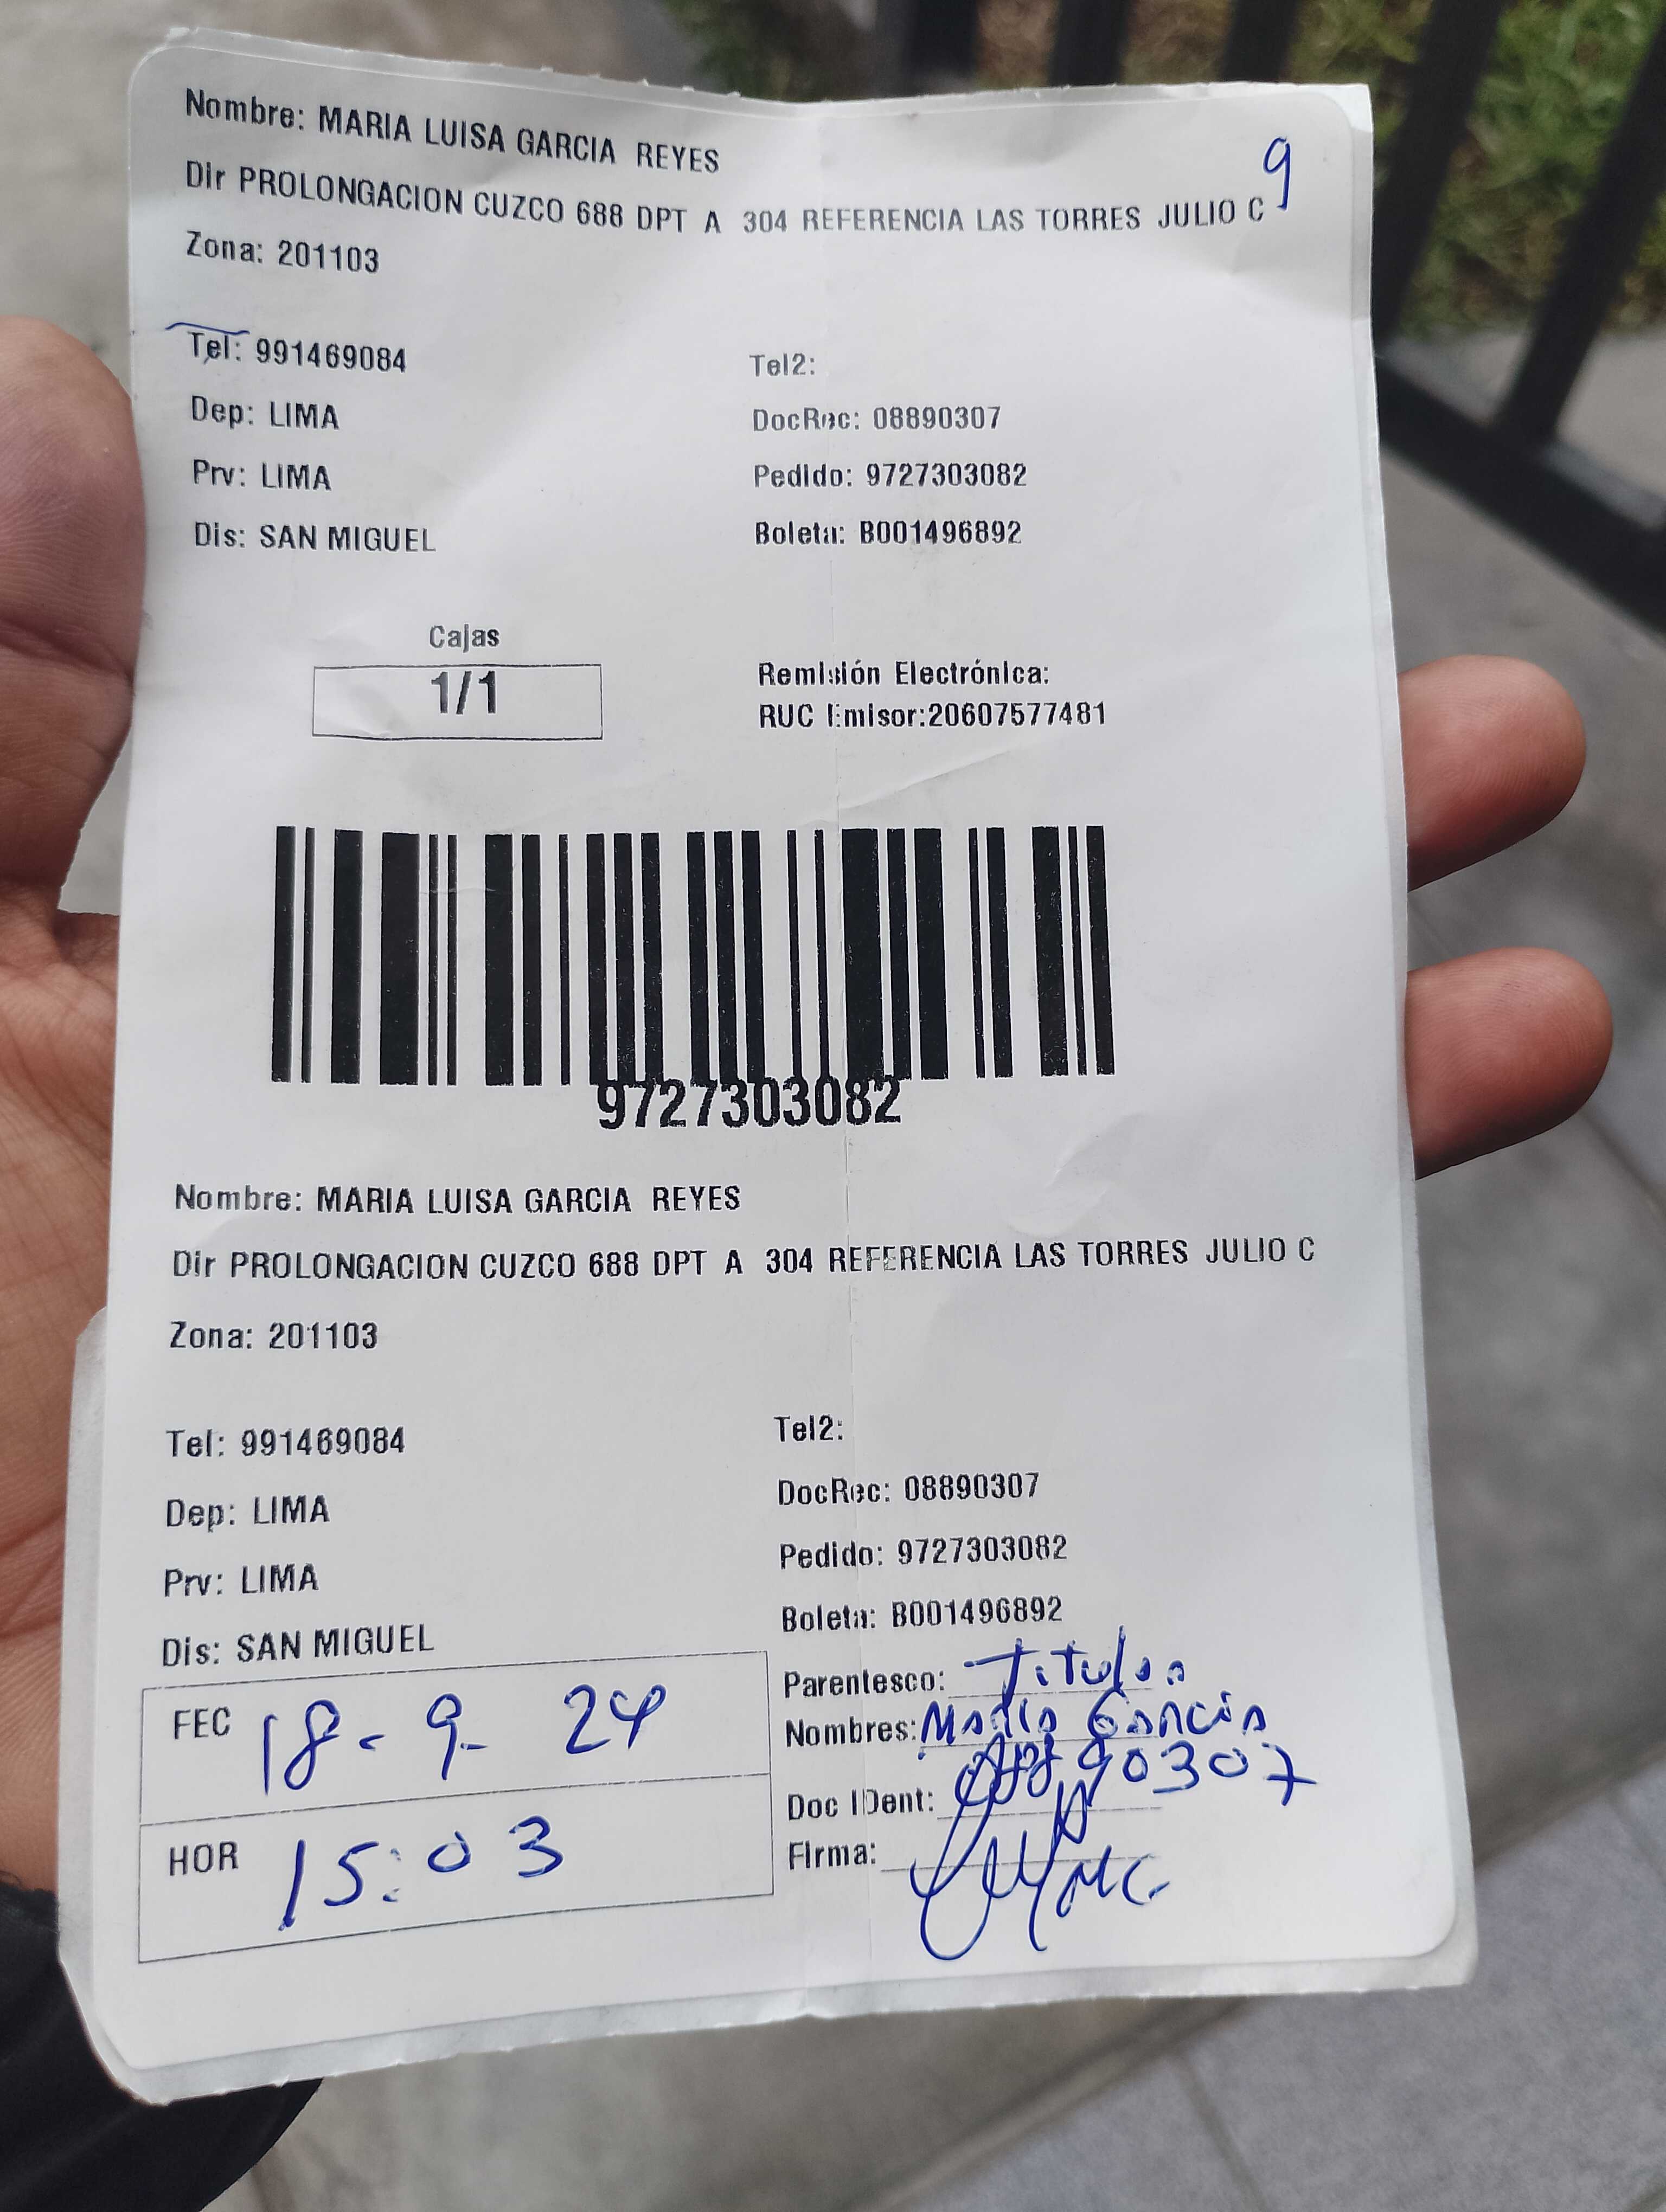 Nombre: MARIA LUISA GARCIA REYES
9
Dir PROLONGACION CUZCO 688 DPT A 304 REFERENCIA LAS TORRES JULIO C
Zona: 201103
Tel: 991469084 Tel2:
Dep: LIMA DocRec: 08890307
Prv: LIMA Pedido: 9727303082
Dis: SAN MIGUEL Boleta: B001496892
Cajas
1/1
Remisión Electrónica:
RUC Emisor:20607577481
9727303082
Nombre: MARIA LUISA GARCIA REYES
Dir PROLONGACION CUZCO 688 DPT A 304 REFERENCIA LAS TORRES JULIO C
Zona: 201103
Tel: 991469084 Tel2:
Dep: LIMA DocRec: 08890307
Prv: LIMA Pedido: 9727303082
Dis: SAN MIGUEL Boleta: B001496892
FEC 18-9-24
HOR 15:03
Parentesco: Titular
Nombres: Maria Garcia
Doc IDent: 08890307
Firma: